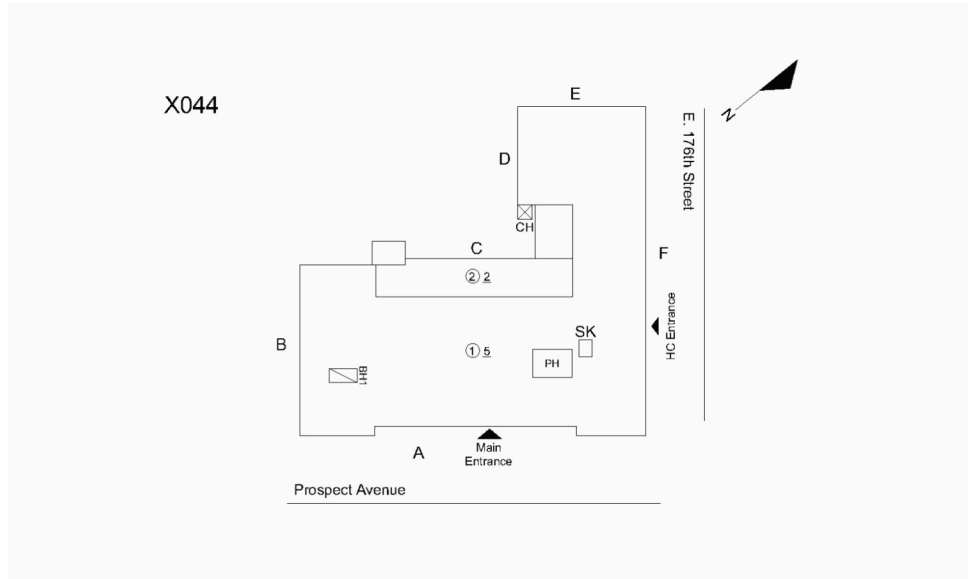 X044
E
N
E. 176th Street
D
CH
C
F
② 2
B
HC Entrance
SK
① 5
PH
BH1
Main
Entrance
A
Prospect Avenue